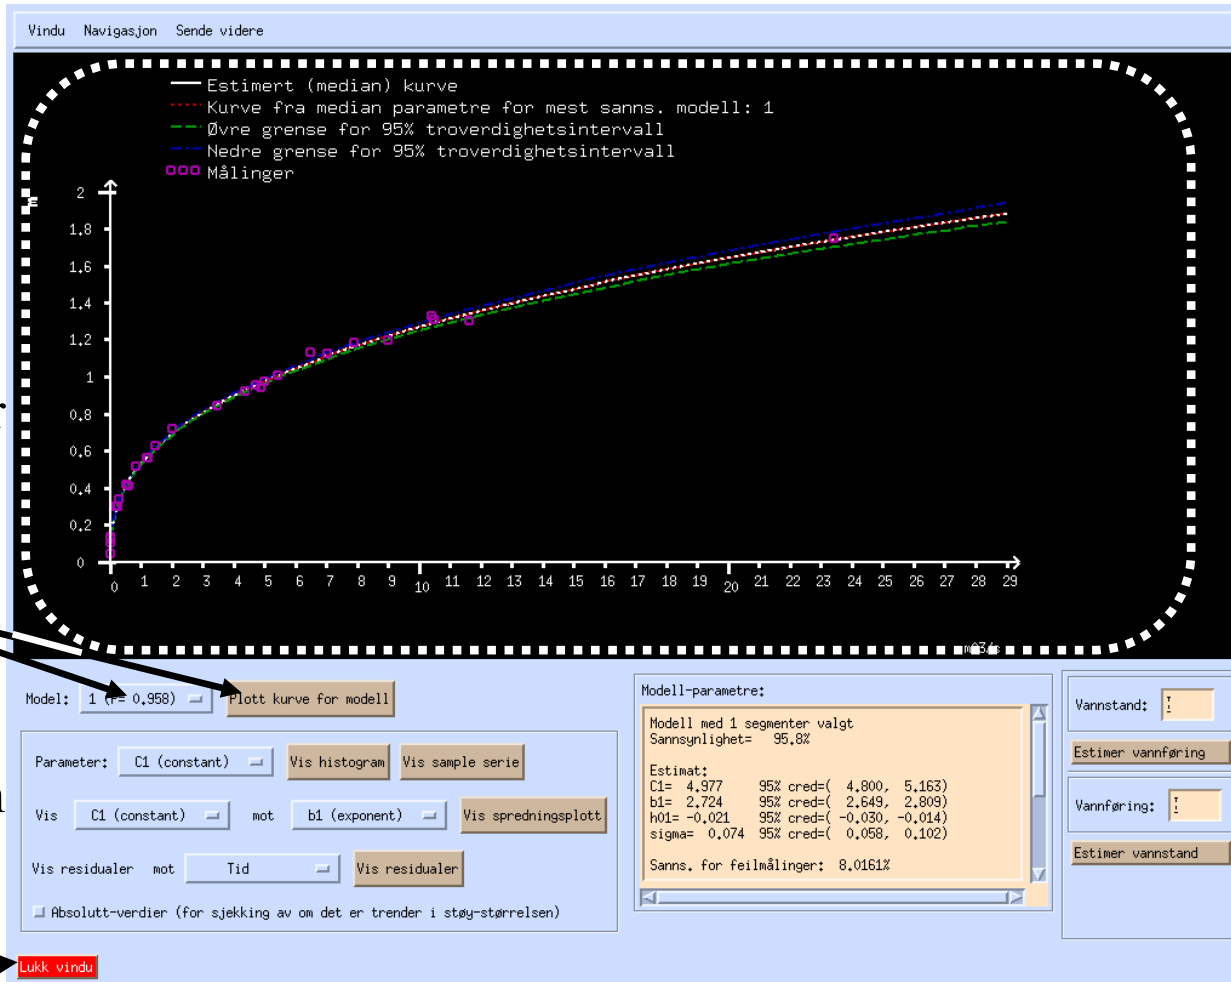 Vindu Navigasjon Sende videre
Estimert (median) kurve
Kurve fra median parametre for mest sanns. modell: 1
Øvre grense for 95% troverdighetsintervall
Nedre grense for 95% troverdighetsintervall
Målinger
m
2
1.8
1.6
1.4
1.2
1
0.8
0.6
0.4
0.2
0
0 1 2 3 4 5 6 7 8 9 10 11 12 13 14 15 16 17 18 19 20 21 22 23 24 25 26 27 28 29
m03/s
Model: 1 (P= 0.958) Plott kurve for modell
Parameter: C1 (constant) Vis histogram Vis sample serie
Vis C1 (constant) mot b1 (exponent) Vis spredningsplott
Vis residualer mot Tid Vis residualer
Absolutt-verdier (for sjekking av om det er trender i støy-størrelsen)
Lukk vindu
Modell-parametre:
Modell med 1 segmenter valgt
Sannsynlighet= 95.8%
Estimat:
C1= 4.977 95% cred=( 4.800, 5.163)
b1= 2.724 95% cred=( 2.649, 2.809)
h01= -0.021 95% cred=( -0.030, -0.014)
sigma= 0.074 95% cred=( 0.058, 0.102)
Sanns. for feilmålinger: 8.0161%
Vannstand:
Estimer vannføring
Vannføring:
Estimer vannstand